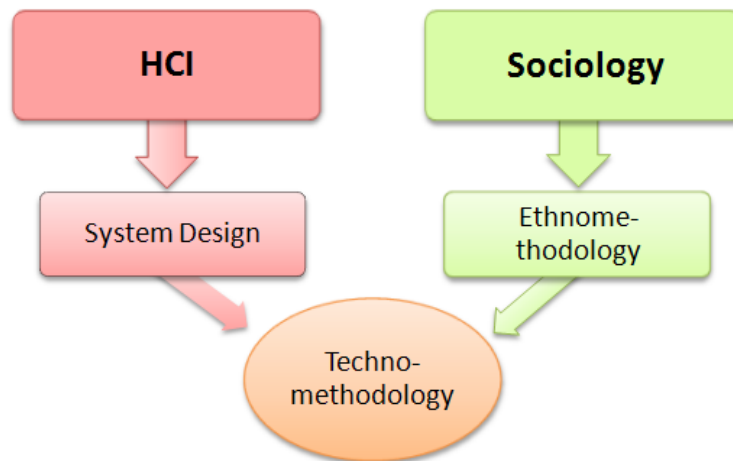 HCI
Sociology
System Design
Ethnome-
thodology
Techno-
methodology